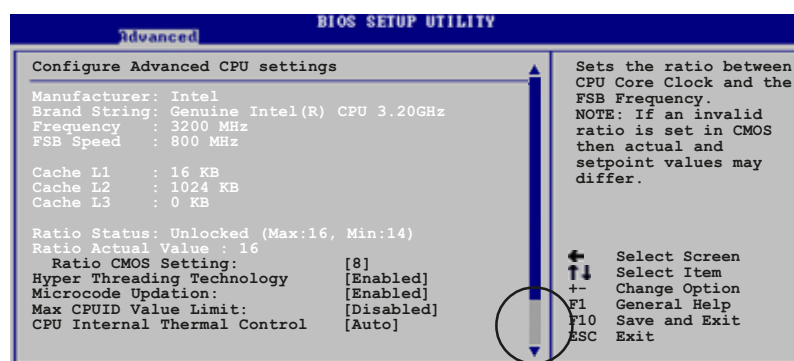 BIOS SETUP UTILITY
Advanced
Configure Advanced CPU settings
Manufacturer: Intel
Brand String: Genuine Intel(R) CPU 3.20GHz
Frequency : 3200 MHz
FSB Speed : 800 MHz
Cache L1 : 16 KB
Cache L2 : 1024 KB
Cache L3 : 0 KB
Ratio Status: Unlocked (Max:16, Min:14)
Ratio Actual Value : 16
Ratio CMOS Setting: [8]
Hyper Threading Technology [Enabled]
Microcode Updation: [Enabled]
Max CPUID Value Limit: [Disabled]
CPU Internal Thermal Control [Auto]
Sets the ratio between
CPU Core Clock and the
FSB Frequency.
NOTE: If an invalid
ratio is set in CMOS
then actual and
setpoint values may
differ.
Select Screen
Select Item
+- Change Option
F1 General Help
F10 Save and Exit
ESC Exit